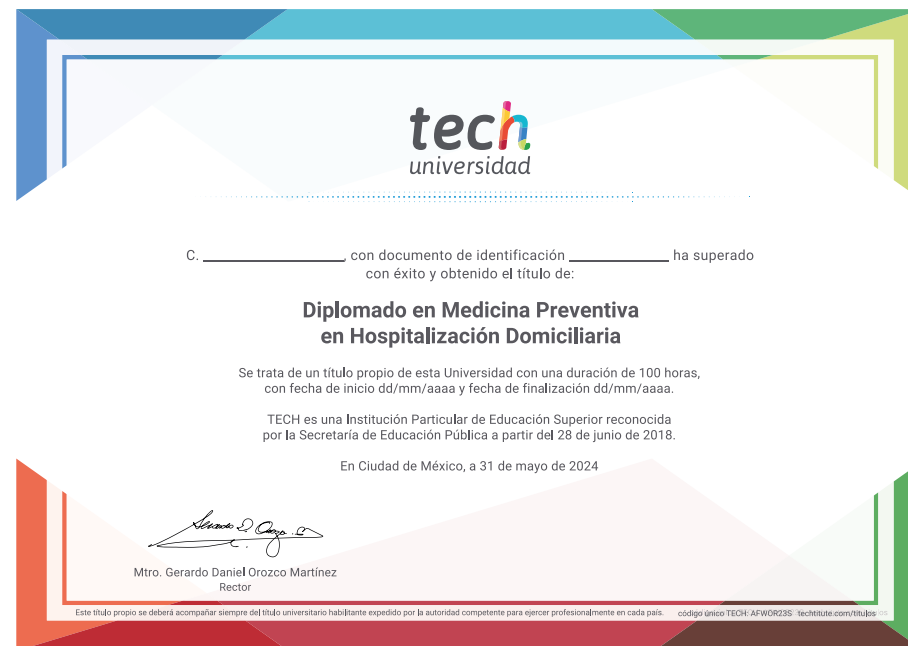 tech
universidad
C. ____________, con documento de identificación ____________ ha superado
con éxito y obtenido el título de:
Diplomado en Medicina Preventiva
en Hospitalización Domiciliaria
Se trata de un título propio de esta Universidad con una duración de 100 horas,
con fecha de inicio dd/mm/aaaa y fecha de finalización dd/mm/aaaa.
TECH es una Institución Particular de Educación Superior reconocida
por la Secretaría de Educación Pública a partir del 28 de junio de 2018.
En Ciudad de México, a 31 de mayo de 2024
Mtro. Gerardo Daniel Orozco Martínez
Rector
Este título propio se deberá acompañar siempre del título universitario habilitante expedido por la autoridad competente para ejercer profesionalmente en cada país. código único TECH: AFWOR23S techtitute.com/titulos